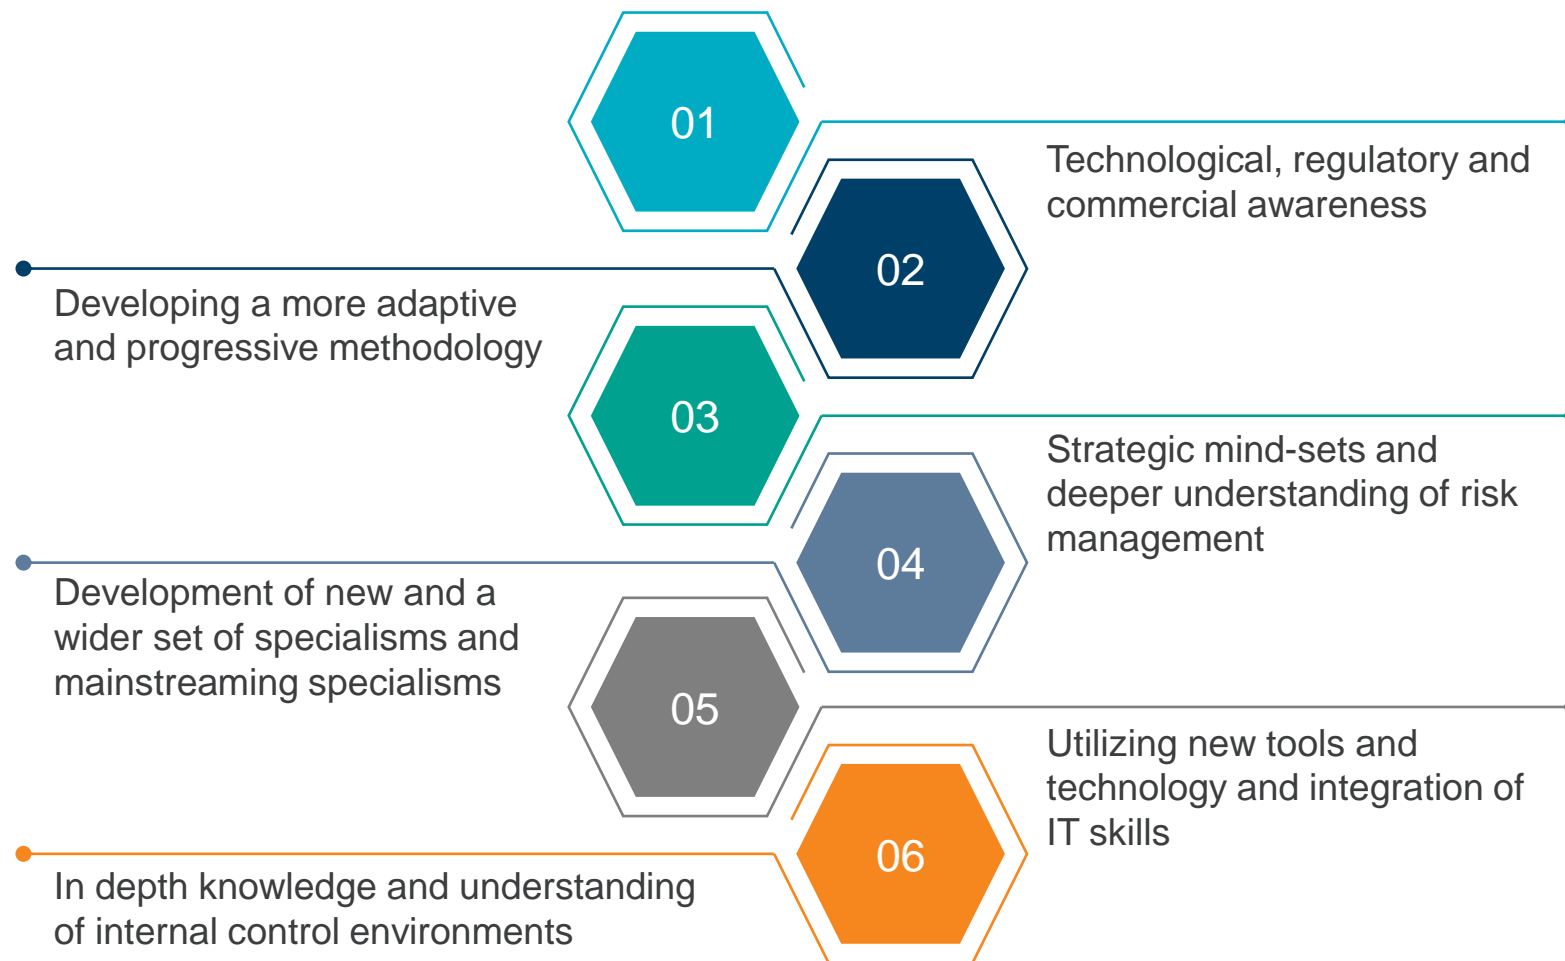 01
Technological, regulatory and
commercial awareness
02
Developing a more adaptive
and progressive methodology
03
Strategic mind-sets and
deeper understanding of risk
management
04
Development of new and a
wider set of specialisms and
mainstreaming specialisms
05
Utilizing new tools and
technology and integration of
IT skills
06
In depth knowledge and understanding
of internal control environments